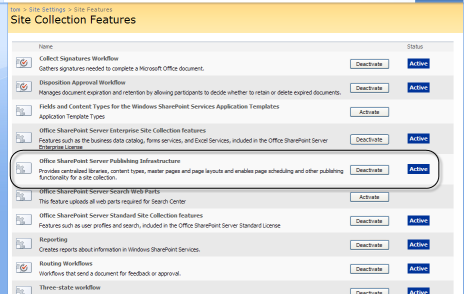 tom > Site Settings > Site Features
Site Collection Features
Name Status
Collect Signatures Workflow
Gathers signatures needed to complete a Microsoft Office document.
Deactivate Active
Disposition Approval Workflow
Manages document expiration and retention by allowing participants to decide whether to retain or delete expired documents.
Deactivate Active
Fields and Content Types for the Windows SharePoint Services Application Templates
Application Template Types
Activate
Office SharePoint Server Enterprise Site Collection features
Features such as the business data catalog, forms services, and Excel Services, included in the Office SharePoint Server
Enterprise License
Deactivate Active
Office SharePoint Server Publishing Infrastructure
Provides centralized libraries, content types, master pages and page layouts and enables page scheduling and other publishing
functionality for a site collection.
Deactivate Active
Office SharePoint Server Search Web Parts
This feature uploads all web parts required for Search Center
Activate
Office SharePoint Server Standard Site Collection features
Features such as user profiles and search, included in the Office SharePoint Server Standard License
Deactivate Active
Reporting
Creates reports about information in Windows SharePoint Services.
Deactivate Active
Routing Workflows
Workflows that send a document for feedback or approval.
Deactivate Active
Three-state workflow
Deactivate Active